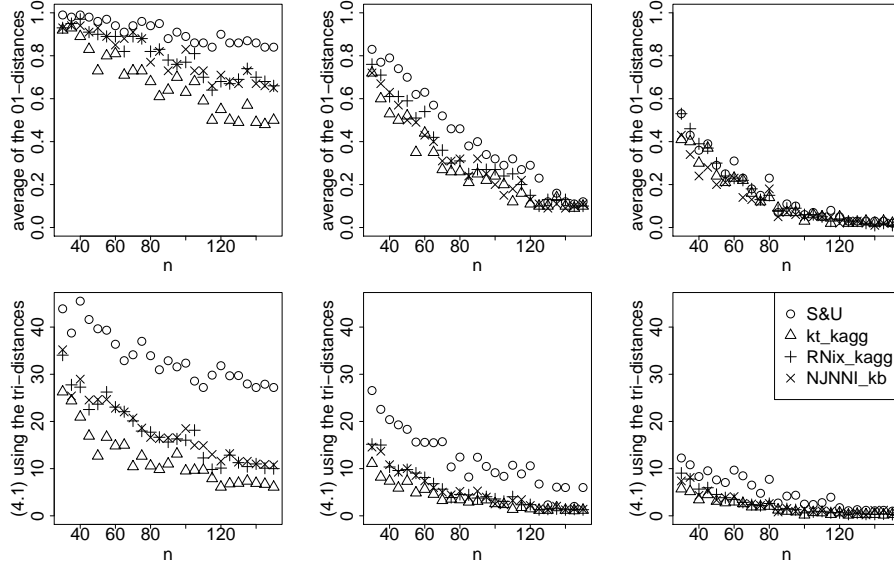 average of the 01-distances
0.0 0.2 0.4 0.6 0.8 1.0
40 60 80 120
n
average of the 01-distances
0.0 0.2 0.4 0.6 0.8 1.0
40 60 80 120
n
average of the 01-distances
0.0 0.2 0.4 0.6 0.8 1.0
40 60 80 120
n
(4.1) using the tri-distances
0 10 20 30 40
40 60 80 120
n
(4.1) using the tri-distances
0 10 20 30 40
40 60 80 120
n
(4.1) using the tri-distances
0 10 20 30 40
40 60 80 120
n
S&U
kt_kagg
RNix_kagg
NJNNI_kb